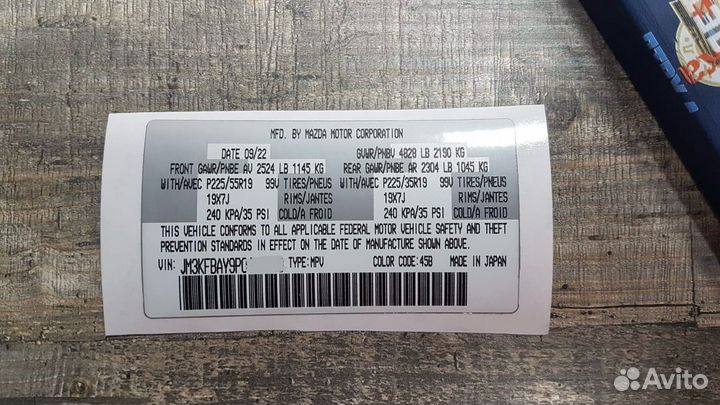 MFD. BY MAZDA MOTOR CORPORATION
DATE 09/22 GVWR/PNBV 4828 LB 2190 KG
FRONT GAWR/PNBE AV 2524 LB 1145 KG REAR GAWR/PNBE AR 2304 LB 1045 KG
WITH/AVEC P225/55R19 99V TIRES/PNEUS WITH/AVEC P225/35R19 99V TIRES/PNEUS
19X7J RIMS/JANTES 19X7J RIMS/JANTES
240 KPA/35 PSI COLD/A FROID 240 KPA/35 PSI COLD/A FROID
THIS VEHICLE CONFORMS TO ALL APPLICABLE FEDERAL MOTOR VEHICLE SAFETY AND THEFT
PREVENTION STANDARDS IN EFFECT ON THE DATE OF MANUFACTURE SHOWN ABOVE.
VIN: JM3KFBAY9P0 TYPE:MPV COLOR CODE:45B MADE IN JAPAN
Avito